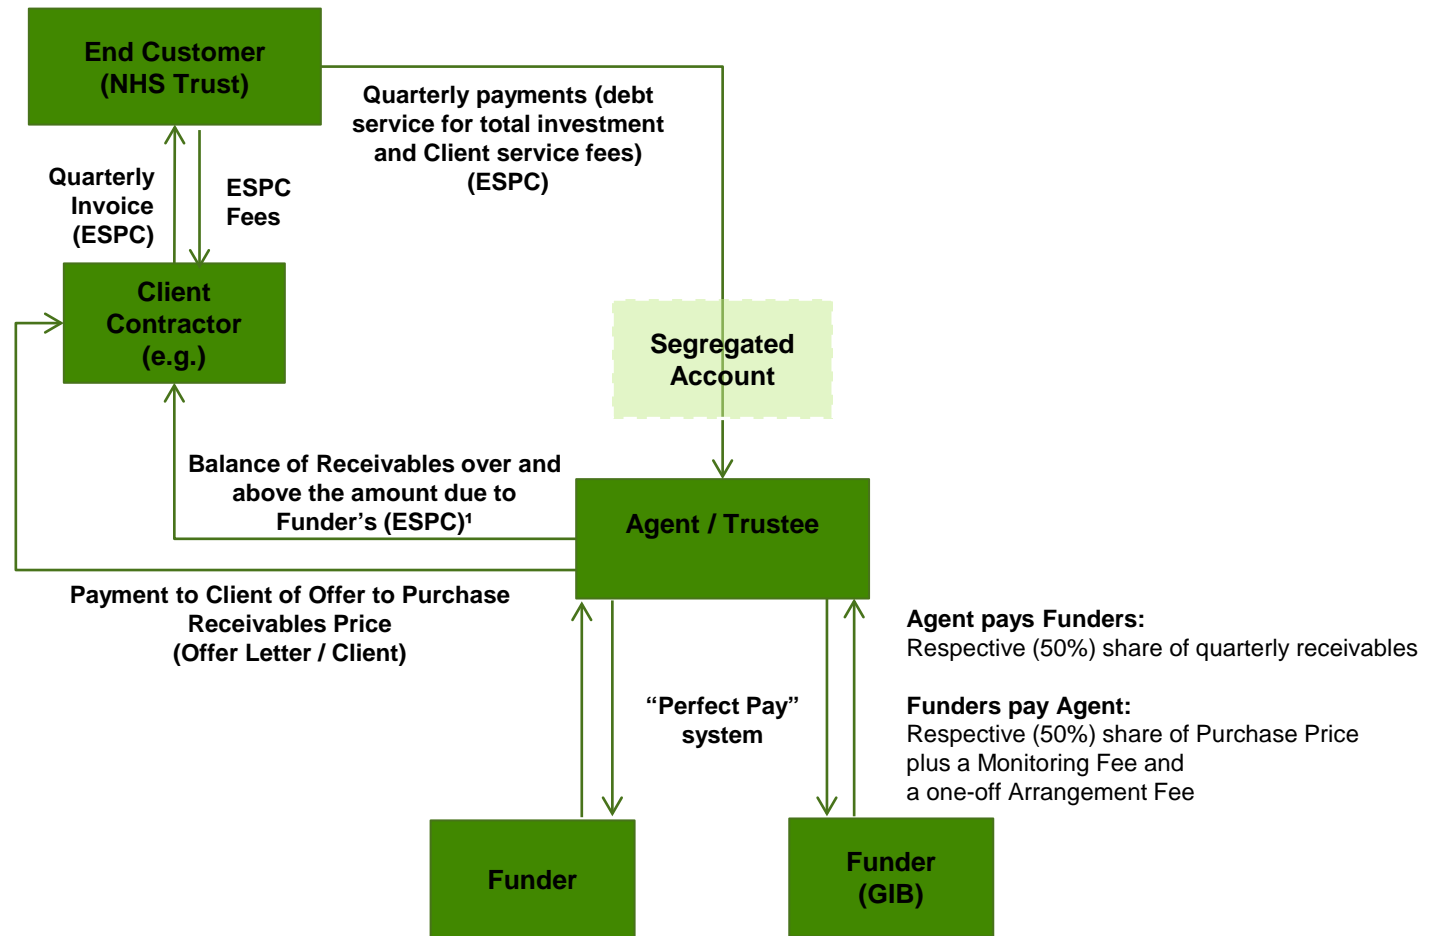 End Customer
(NHS Trust)
Quarterly payments (debt
service for total investment
and Client service fees)
(ESPC)
Quarterly
Invoice
(ESPC)
ESPC
Fees
Client
Contractor
(e.g.)
Segregated
Account
Balance of Receivables over and
above the amount due to
Funder’s (ESPC)¹
Agent / Trustee
Payment to Client of Offer to Purchase
Receivables Price
(Offer Letter / Client)
Agent pays Funders:
Respective (50%) share of quarterly receivables
“Perfect Pay”
system
Funders pay Agent:
Respective (50%) share of Purchase Price
plus a Monitoring Fee and
a one-off Arrangement Fee
Funder
Funder
(GIB)